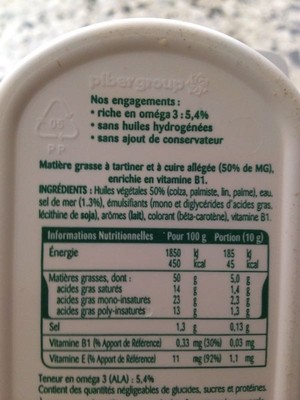 pibergroup
05
PP
Nos engagements :
• riche en oméga 3 : 5,4%
• sans huiles hydrogénées
• sans ajout de conservateur
Matière grasse à tartiner et à cuire allégée (50% de MG),
enrichie en vitamine B1.
INGRÉDIENTS : Huiles végétales 50% (colza, palmiste, lin, palme), eau,
sel de mer (1.3%), émulsifiants (mono et diglycérides d'acides gras,
lécithine de soja), arômes (lait), colorant (bêta-carotène), vitamine B1.
Informations Nutritionnelles Pour 100 g Portion (10 g)
Énergie 1850 kJ 185 kJ
450 kcal 45 kcal
Matières grasses, dont : 50 g 5,0 g
acides gras saturés 14 g 1,4 g
acides gras mono-insaturés 23 g 2,3 g
acides gras poly-insaturés 13 g 1,3 g
Sel 1,3 g 0,13 g
Vitamine B1 (% Apport de Référence) 0,33 mg (30%) 0,03 mg
Vitamine E (% Apport de Référence) 11 mg (92%) 1,1 mg
Teneur en oméga 3 (ALA) : 5,4%
Contient des quantités négligeables de glucides, sucres et protéines.